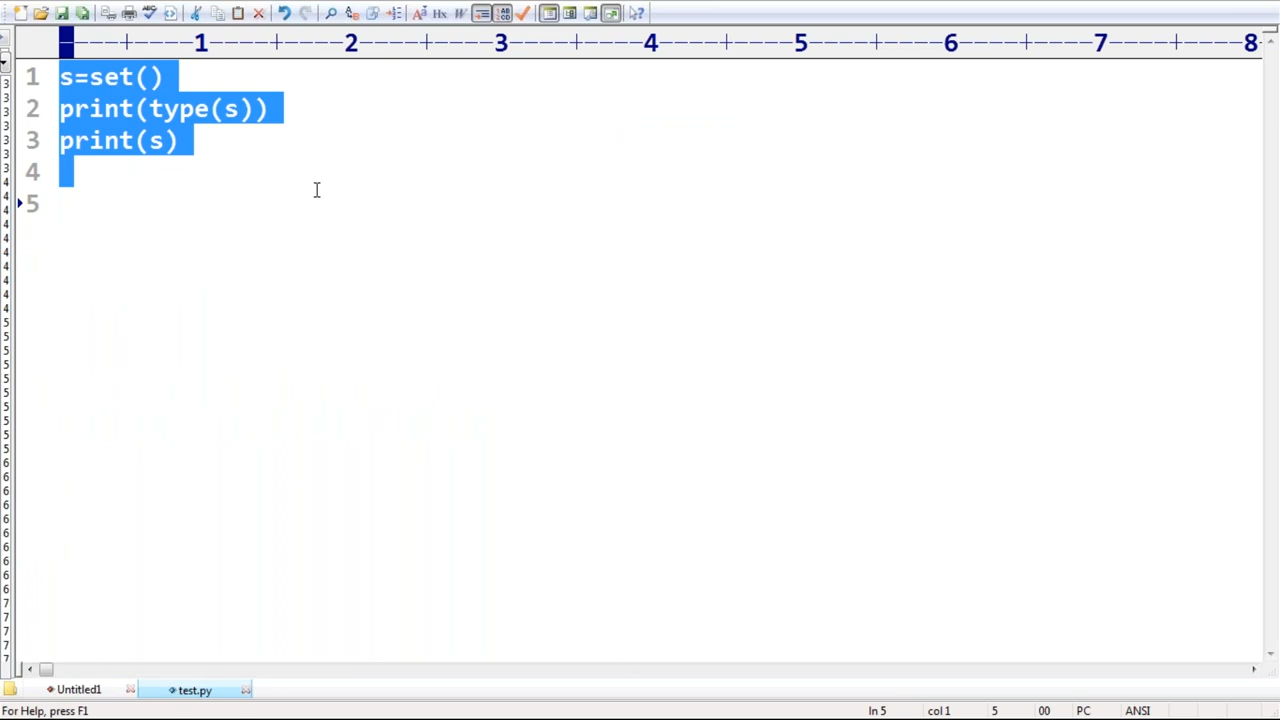 1 2 3 4 5 6 7 8
1 s=set()
2 print(type(s))
3 print(s)
4
5
Untitled1 test.py
For Help, press F1 ln 5 col 1 5 00 PC ANSI